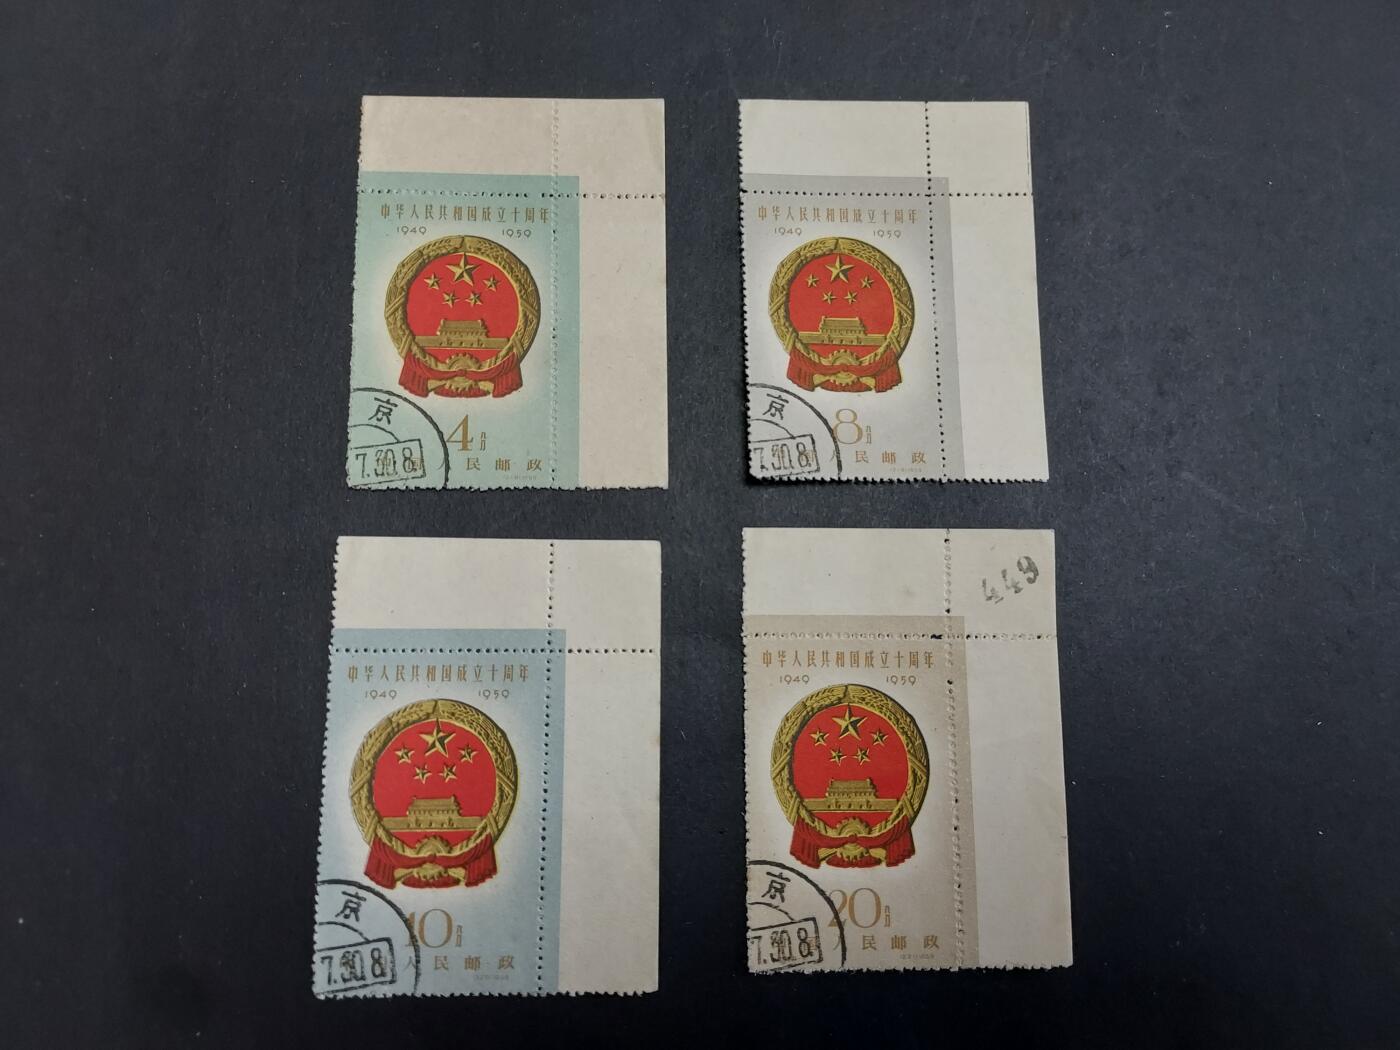 中华人民共和国成立十周年
1949 1959
4分
人民邮政
京
7.30.8
中华人民共和国成立十周年
1949 1959
8分
人民邮政
京
7.30.8
中华人民共和国成立十周年
1949 1959
10分
人民邮政
京
7.30.8
449
中华人民共和国成立十周年
1949 1959
20分
人民邮政
京
7.30.8